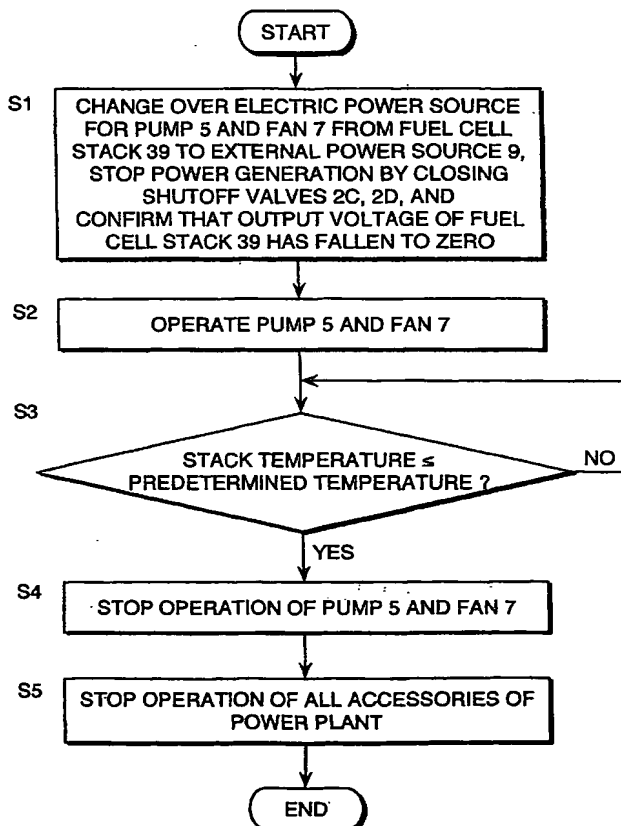 START
S1
CHANGE OVER ELECTRIC POWER SOURCE
FOR PUMP 5 AND FAN 7 FROM FUEL CELL
STACK 39 TO EXTERNAL POWER SOURCE 9,
STOP POWER GENERATION BY CLOSING
SHUTOFF VALVES 2C, 2D, AND
CONFIRM THAT OUTPUT VOLTAGE OF FUEL
CELL STACK 39 HAS FALLEN TO ZERO
S2
OPERATE PUMP 5 AND FAN 7
S3
STACK TEMPERATURE ≤
PREDETERMINED TEMPERATURE ?
NO
YES
S4
STOP OPERATION OF PUMP 5 AND FAN 7
S5
STOP OPERATION OF ALL ACCESSORIES OF
POWER PLANT
END